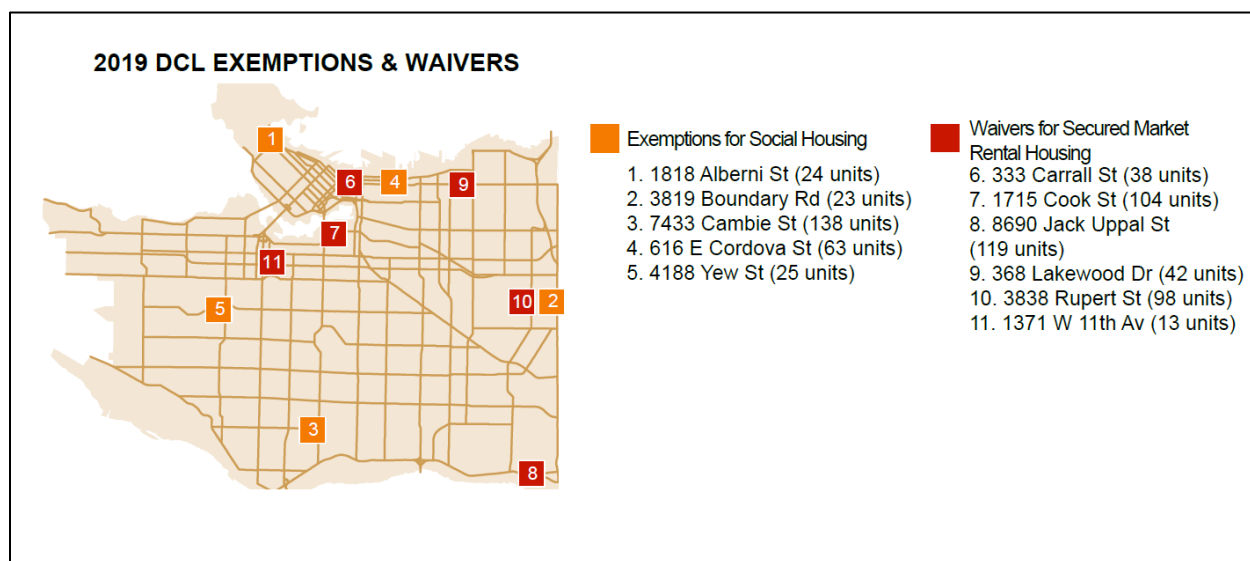 2019 DCL EXEMPTIONS & WAIVERS
1
6
4
9
7
11
5
10
2
3
8
Exemptions for Social Housing
1. 1818 Alberni St (24 units)
2. 3819 Boundary Rd (23 units)
3. 7433 Cambie St (138 units)
4. 616 E Cordova St (63 units)
5. 4188 Yew St (25 units)
Waivers for Secured Market
Rental Housing
6. 333 Carrall St (38 units)
7. 1715 Cook St (104 units)
8. 8690 Jack Uppal St
(119 units)
9. 368 Lakewood Dr (42 units)
10. 3838 Rupert St (98 units)
11. 1371 W 11th Av (13 units)